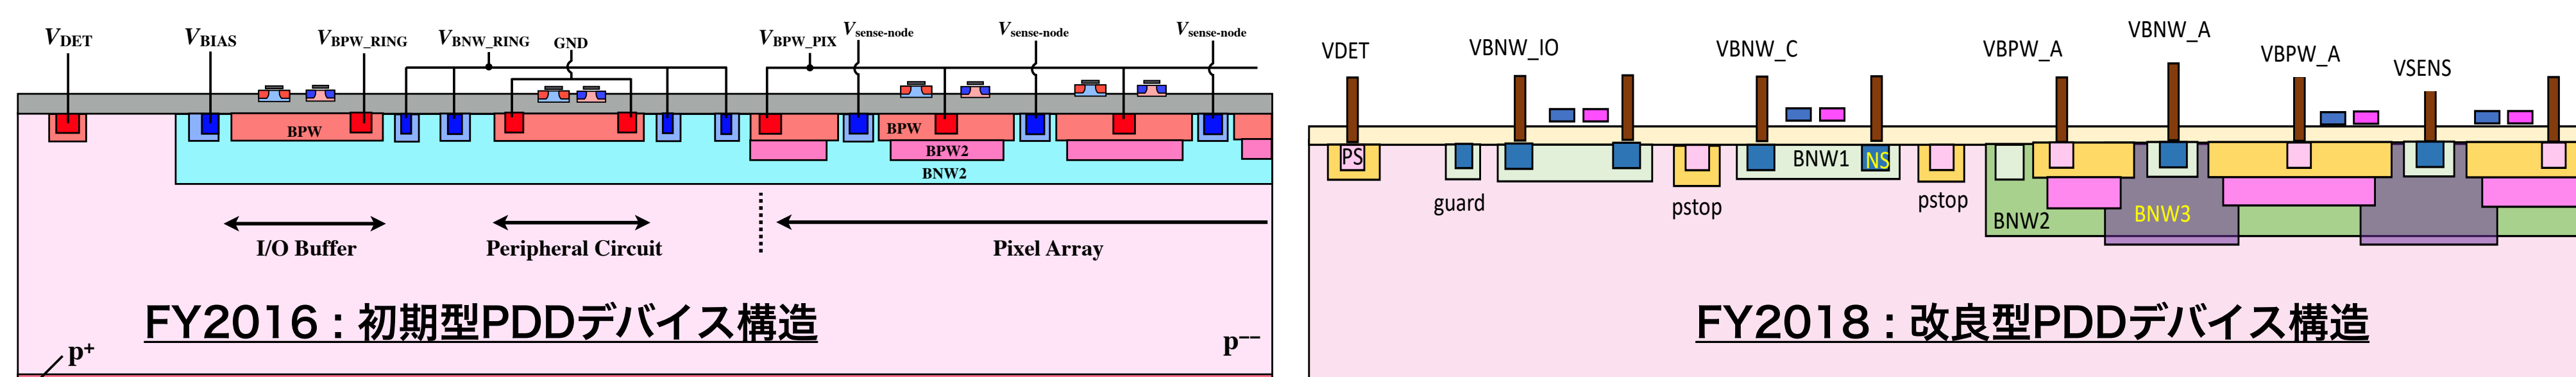 VDET
VBIAS
VBPW_RING
VBNW_RING
GND
VBPW_PIX
Vsense-node
Vsense-node
Vsense-node
BPW
BPW
BPW2
BNW2
I/O Buffer
Peripheral Circuit
Pixel Array
FY2016 : 初期型PDDデバイス構造
p+
p−−
VDET
VBNW_IO
VBNW_C
VBPW_A
VBNW_A
VBPW_A
VSENS
PS
BNW1
NS
guard
pstop
pstop
BNW2
BNW3
FY2018 : 改良型PDDデバイス構造